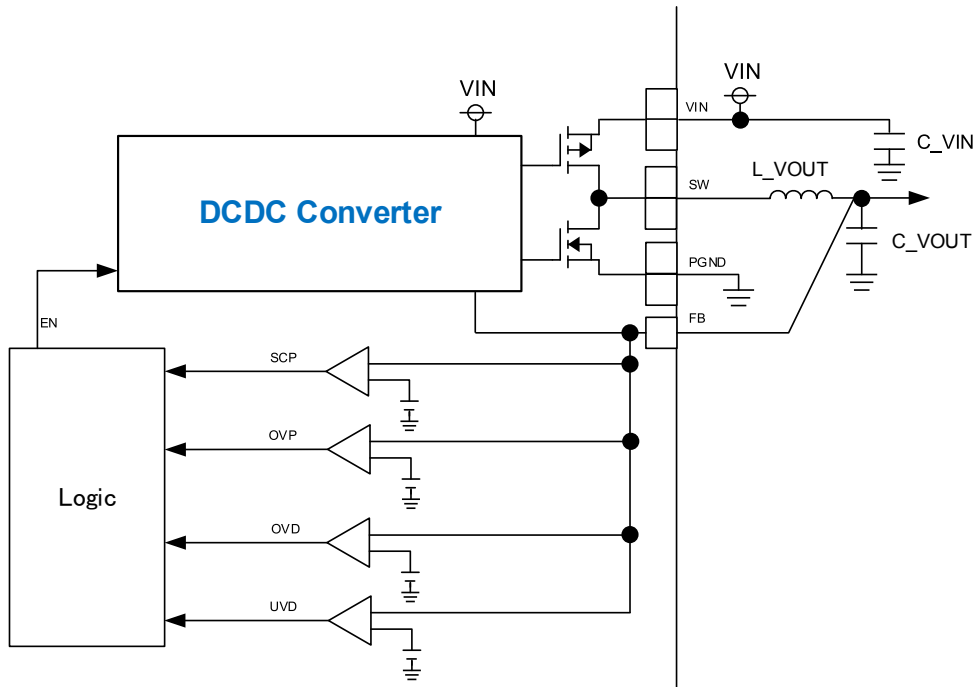 VIN
VIN
VIN
C_VIN
DCDC Converter
SW
L_VOUT
C_VOUT
PGND
EN
FB
SCP
OVP
Logic
OVD
UVD